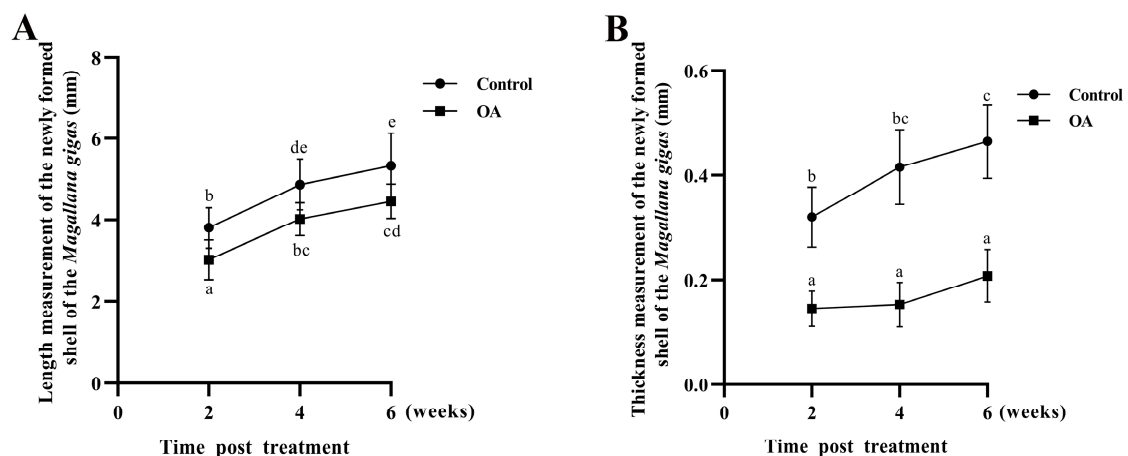 A
Length measurement of the newly formed
shell of the Magallana gigas (mm)
8
6
4
2
0
0
2
4
6
(weeks)
Time post treatment
Control
OA
b
de
e
a
bc
cd
B
Thickness measurement of the newly formed
shell of the Magallana gigas (mm)
0.6
0.4
0.2
0.0
0
2
4
6
(weeks)
Time post treatment
Control
OA
b
bc
c
a
a
a